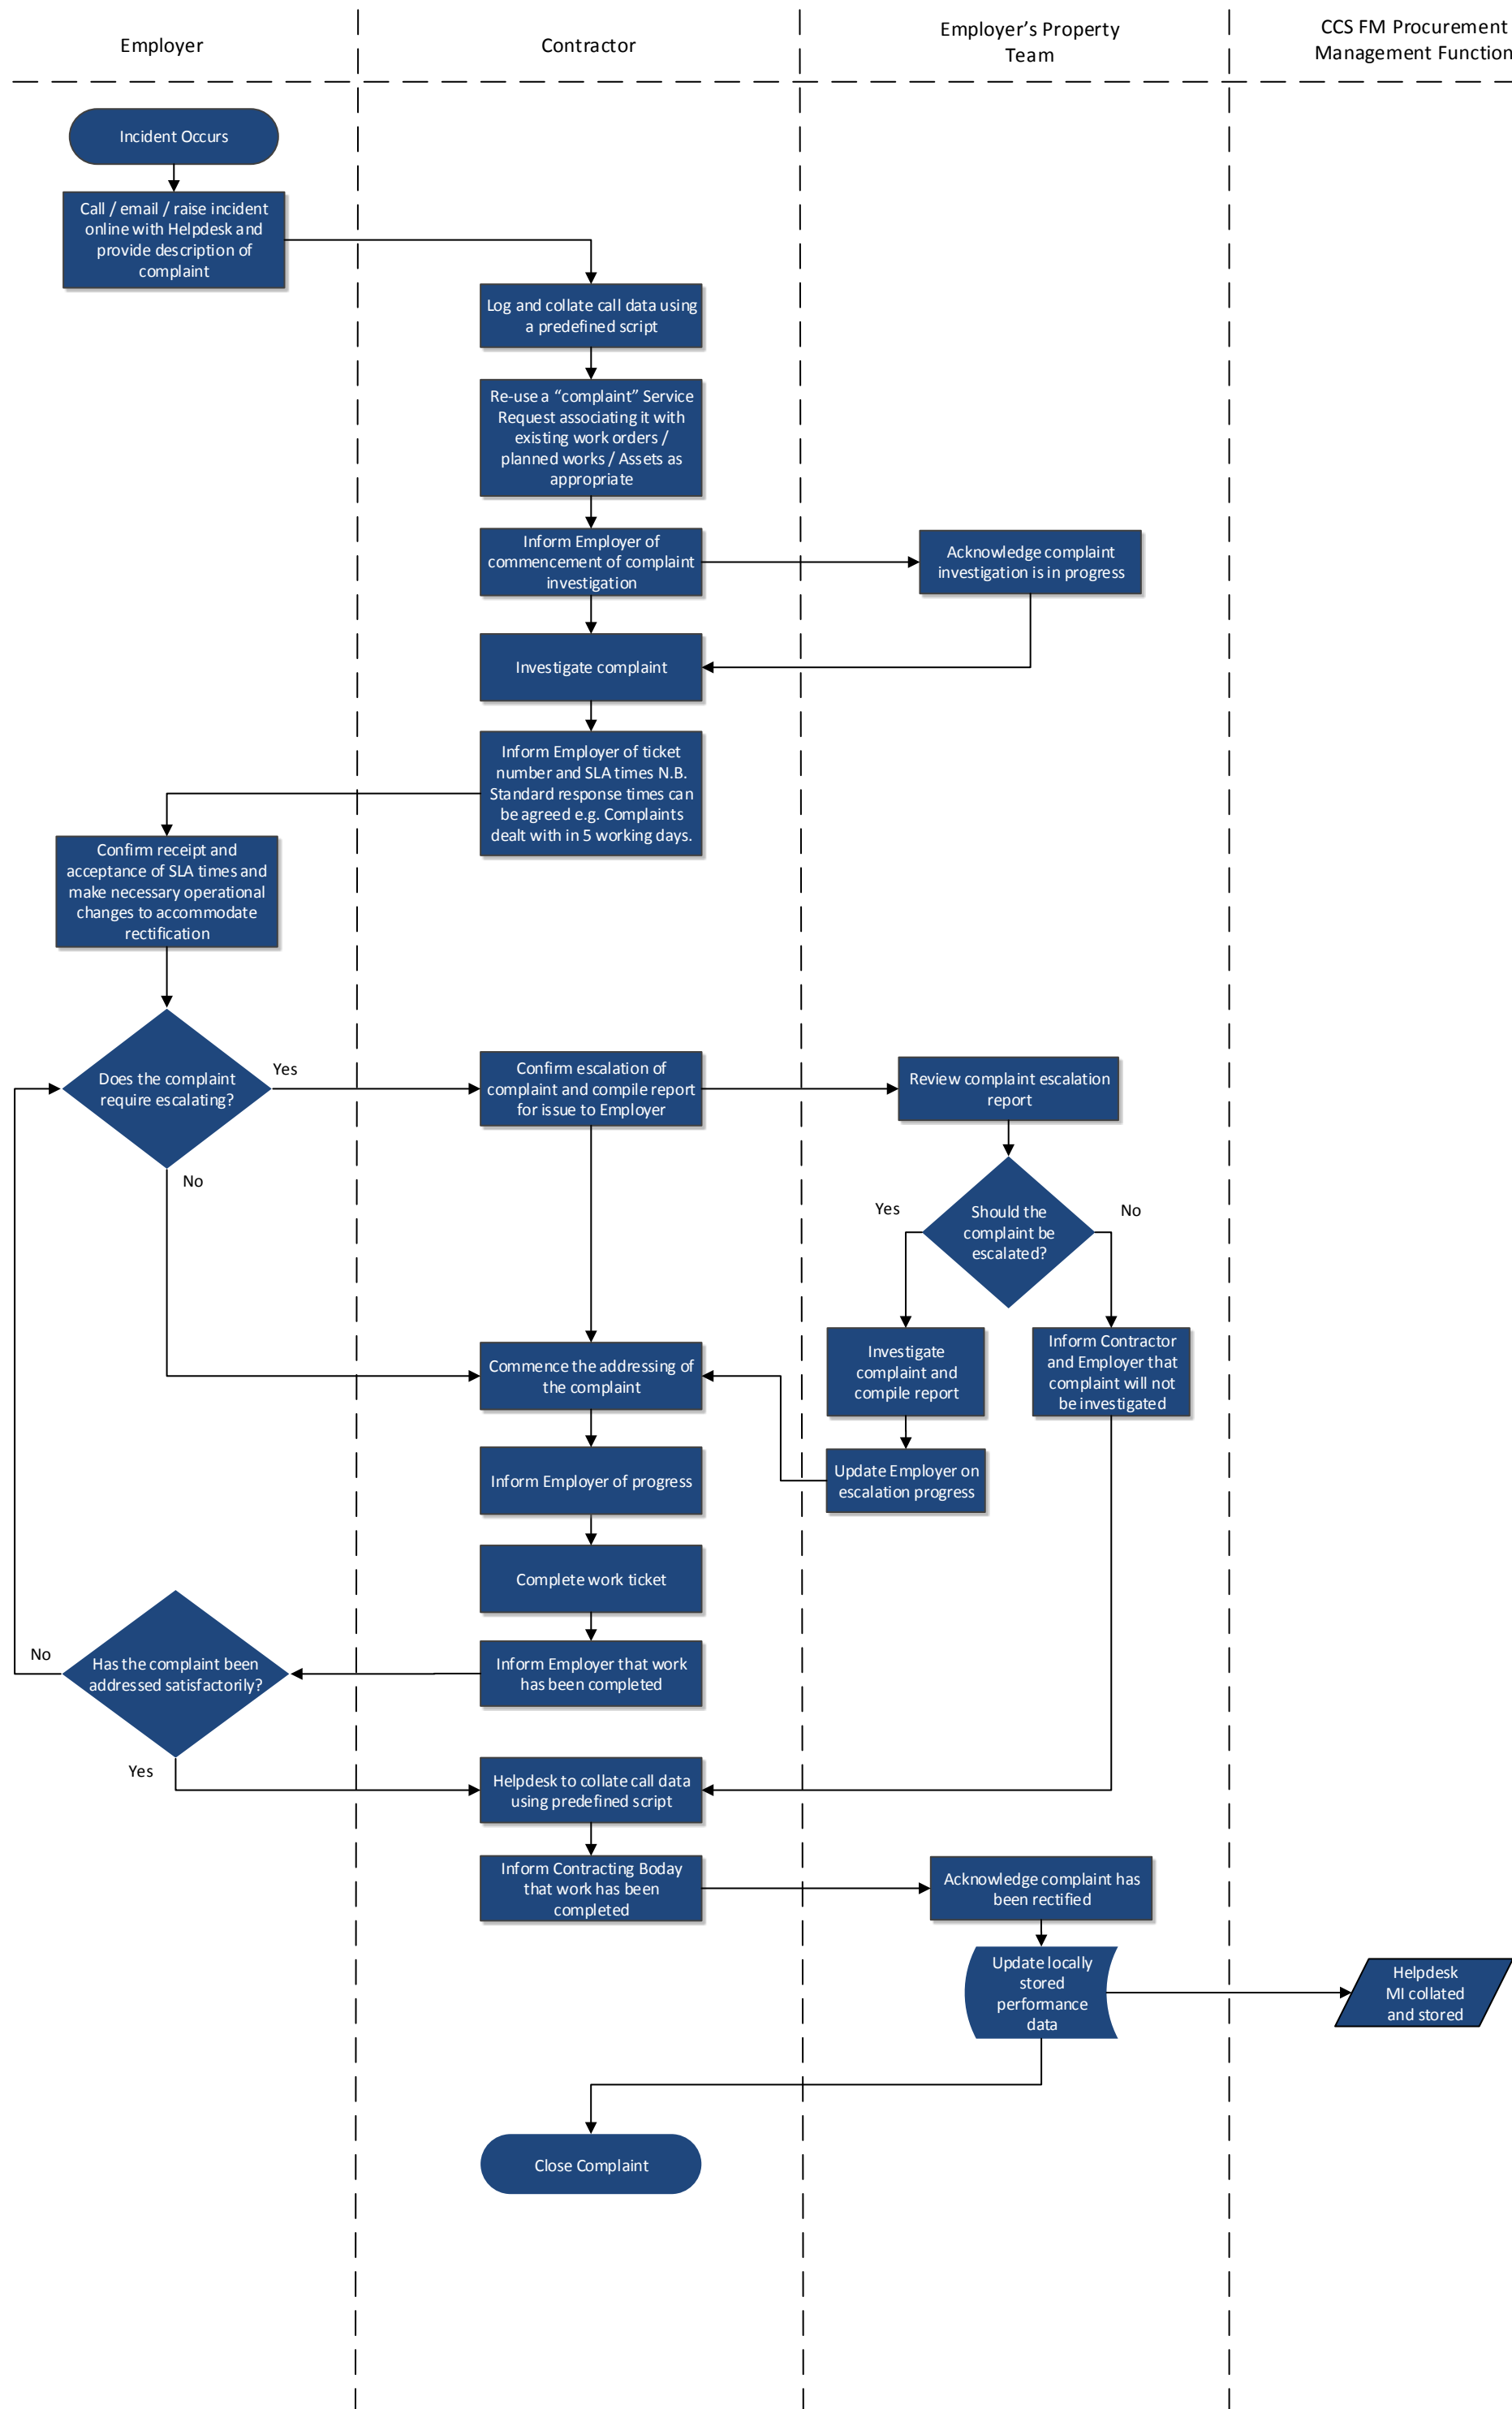 Employer
Contractor
Employer’s Property
Team
CCS FM Procurement
Management Function
Incident Occurs
Call / email / raise incident
online with Helpdesk and
provide description of
complaint
Log and collate call data using
a predefined script
Re-use a “complaint” Service
Request associating it with
existing work orders /
planned works / Assets as
appropriate
Inform Employer of
commencement of complaint
investigation
Acknowledge complaint
investigation is in progress
Investigate complaint
Inform Employer of ticket
number and SLA times N.B.
Standard response times can
be agreed e.g. Complaints
dealt with in 5 working days.
Confirm receipt and
acceptance of SLA times and
make necessary operational
changes to accommodate
rectification
Does the complaint
require escalating?
Yes
No
Confirm escalation of
complaint and compile report
for issue to Employer
Review complaint escalation
report
Should the
complaint be
escalated?
Yes
No
Commence the addressing of
the complaint
Investigate
complaint and
compile report
Inform Contractor
and Employer that
complaint will not
be investigated
Inform Employer of progress
Update Employer on
escalation progress
Complete work ticket
Has the complaint been
addressed satisfactorily?
No
Yes
Inform Employer that work
has been completed
Helpdesk to collate call data
using predefined script
Inform Contracting Boday
that work has been
completed
Acknowledge complaint has
been rectified
Update locally
stored
performance
data
Helpdesk
MI collated
and stored
Close Complaint